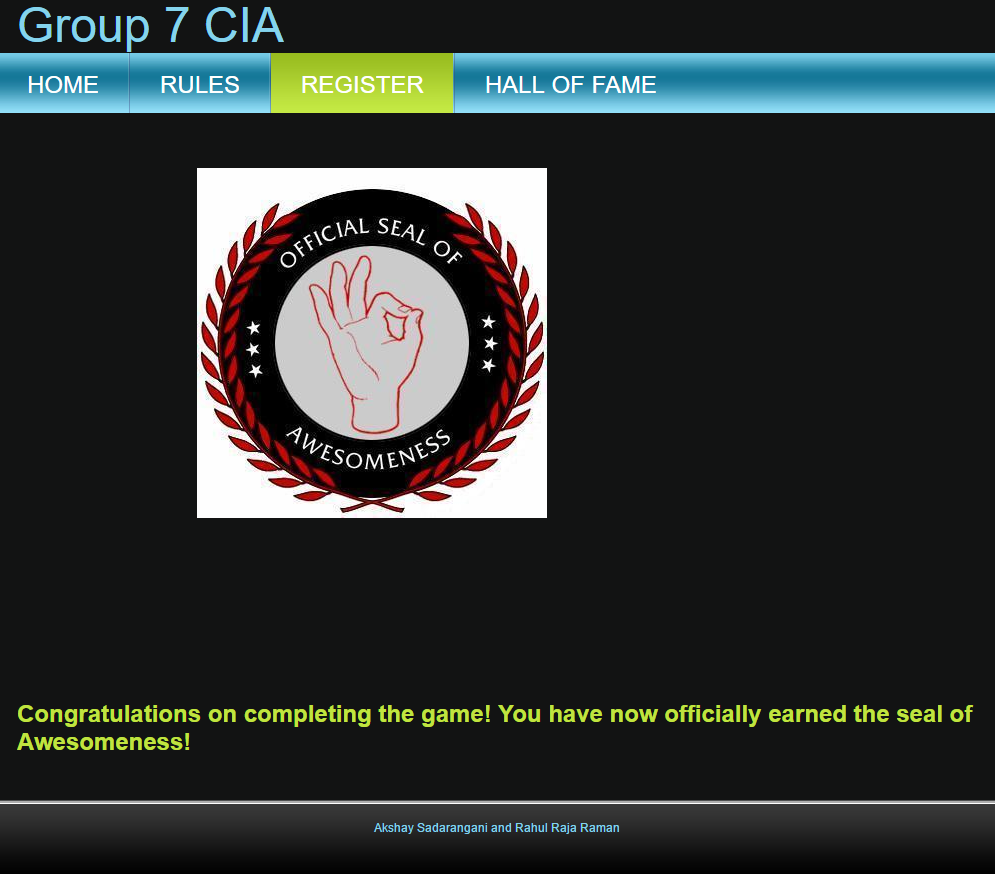 Group 7 CIA
HOME RULES REGISTER HALL OF FAME
OFFICIAL SEAL OF
AWESOMENESS
Congratulations on completing the game! You have now officially earned the seal of
Awesomeness!
Akshay Sadarangani and Rahul Raja Raman